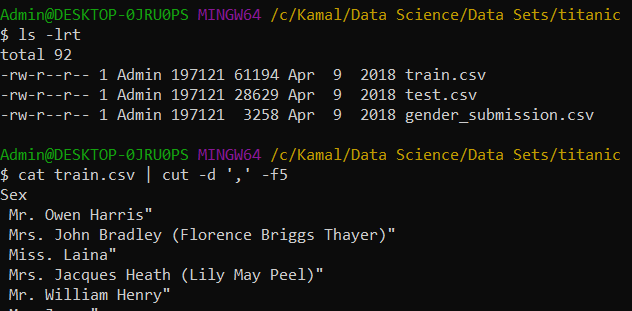 Admin@DESKTOP-0JRU0PS MINGW64 /c/Kamal/Data Science/Data Sets/titanic
$ ls -lrt
total 92
-rw-r--r-- 1 Admin 197121 61194 Apr  9  2018 train.csv
-rw-r--r-- 1 Admin 197121 28629 Apr  9  2018 test.csv
-rw-r--r-- 1 Admin 197121  3258 Apr  9  2018 gender_submission.csv
Admin@DESKTOP-0JRU0PS MINGW64 /c/Kamal/Data Science/Data Sets/titanic
$ cat train.csv | cut -d ',' -f5
Sex
 Mr. Owen Harris"
 Mrs. John Bradley (Florence Briggs Thayer)"
 Miss. Laina"
 Mrs. Jacques Heath (Lily May Peel)"
 Mr. William Henry"